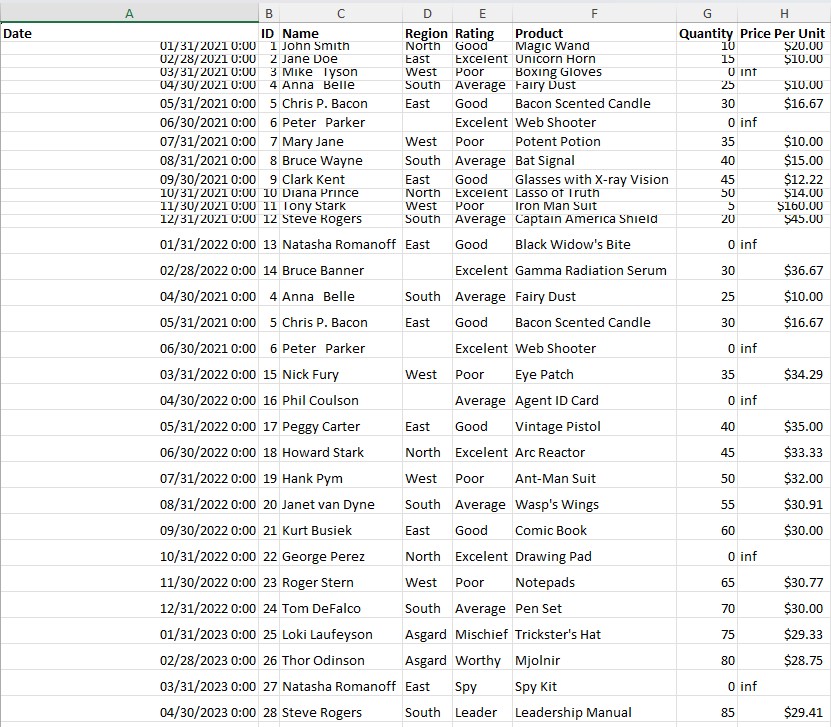 A B C D E F G H
Date ID Name Region Rating Product Quantity Price Per Unit
01/31/2021 0:00 1 John Smith North Good Magic Wand 10 $20.00
02/28/2021 0:00 2 Jane Doe East Excelent Unicorn Horn 15 $10.00
03/31/2021 0:00 3 Mike   Tyson West Poor Boxing Gloves 0 inf
04/30/2021 0:00 4 Anna   Belle South Average Fairy Dust 25 $10.00
05/31/2021 0:00 5 Chris P. Bacon East Good Bacon Scented Candle 30 $16.67
06/30/2021 0:00 6 Peter   Parker Excelent Web Shooter 0 inf
07/31/2021 0:00 7 Mary Jane West Poor Potent Potion 35 $10.00
08/31/2021 0:00 8 Bruce Wayne South Average Bat Signal 40 $15.00
09/30/2021 0:00 9 Clark Kent East Good Glasses with X-ray Vision 45 $12.22
10/31/2021 0:00 10 Diana Prince North Excelent Lasso of Truth 50 $14.00
11/30/2021 0:00 11 Tony Stark West Poor Iron Man Suit 5 $160.00
12/31/2021 0:00 12 Steve Rogers South Average Captain America Shield 20 $45.00
01/31/2022 0:00 13 Natasha Romanoff East Good Black Widow's Bite 0 inf
02/28/2022 0:00 14 Bruce Banner Excelent Gamma Radiation Serum 30 $36.67
04/30/2021 0:00 4 Anna   Belle South Average Fairy Dust 25 $10.00
05/31/2021 0:00 5 Chris P. Bacon East Good Bacon Scented Candle 30 $16.67
06/30/2021 0:00 6 Peter   Parker Excelent Web Shooter 0 inf
03/31/2022 0:00 15 Nick Fury West Poor Eye Patch 35 $34.29
04/30/2022 0:00 16 Phil Coulson Average Agent ID Card 0 inf
05/31/2022 0:00 17 Peggy Carter East Good Vintage Pistol 40 $35.00
06/30/2022 0:00 18 Howard Stark North Excelent Arc Reactor 45 $33.33
07/31/2022 0:00 19 Hank Pym West Poor Ant-Man Suit 50 $32.00
08/31/2022 0:00 20 Janet van Dyne South Average Wasp's Wings 55 $30.91
09/30/2022 0:00 21 Kurt Busiek East Good Comic Book 60 $30.00
10/31/2022 0:00 22 George Perez North Excelent Drawing Pad 0 inf
11/30/2022 0:00 23 Roger Stern West Poor Notepads 65 $30.77
12/31/2022 0:00 24 Tom DeFalco South Average Pen Set 70 $30.00
01/31/2023 0:00 25 Loki Laufeyson Asgard Mischief Trickster's Hat 75 $29.33
02/28/2023 0:00 26 Thor Odinson Asgard Worthy Mjolnir 80 $28.75
03/31/2023 0:00 27 Natasha Romanoff East Spy Spy Kit 0 inf
04/30/2023 0:00 28 Steve Rogers South Leader Leadership Manual 85 $29.41